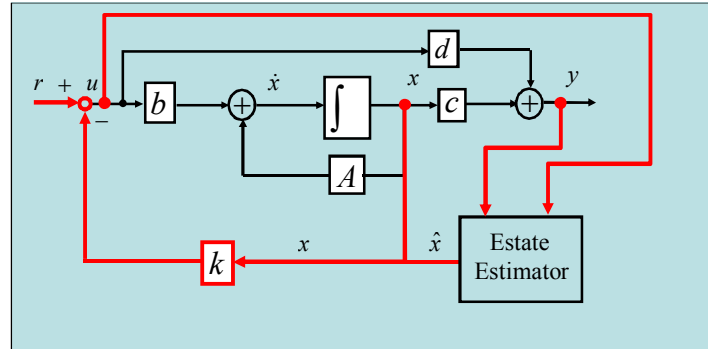 d
r + u ẋ x y
b + ∫ c +
−
A
x x̂
k
Estate
Estimator